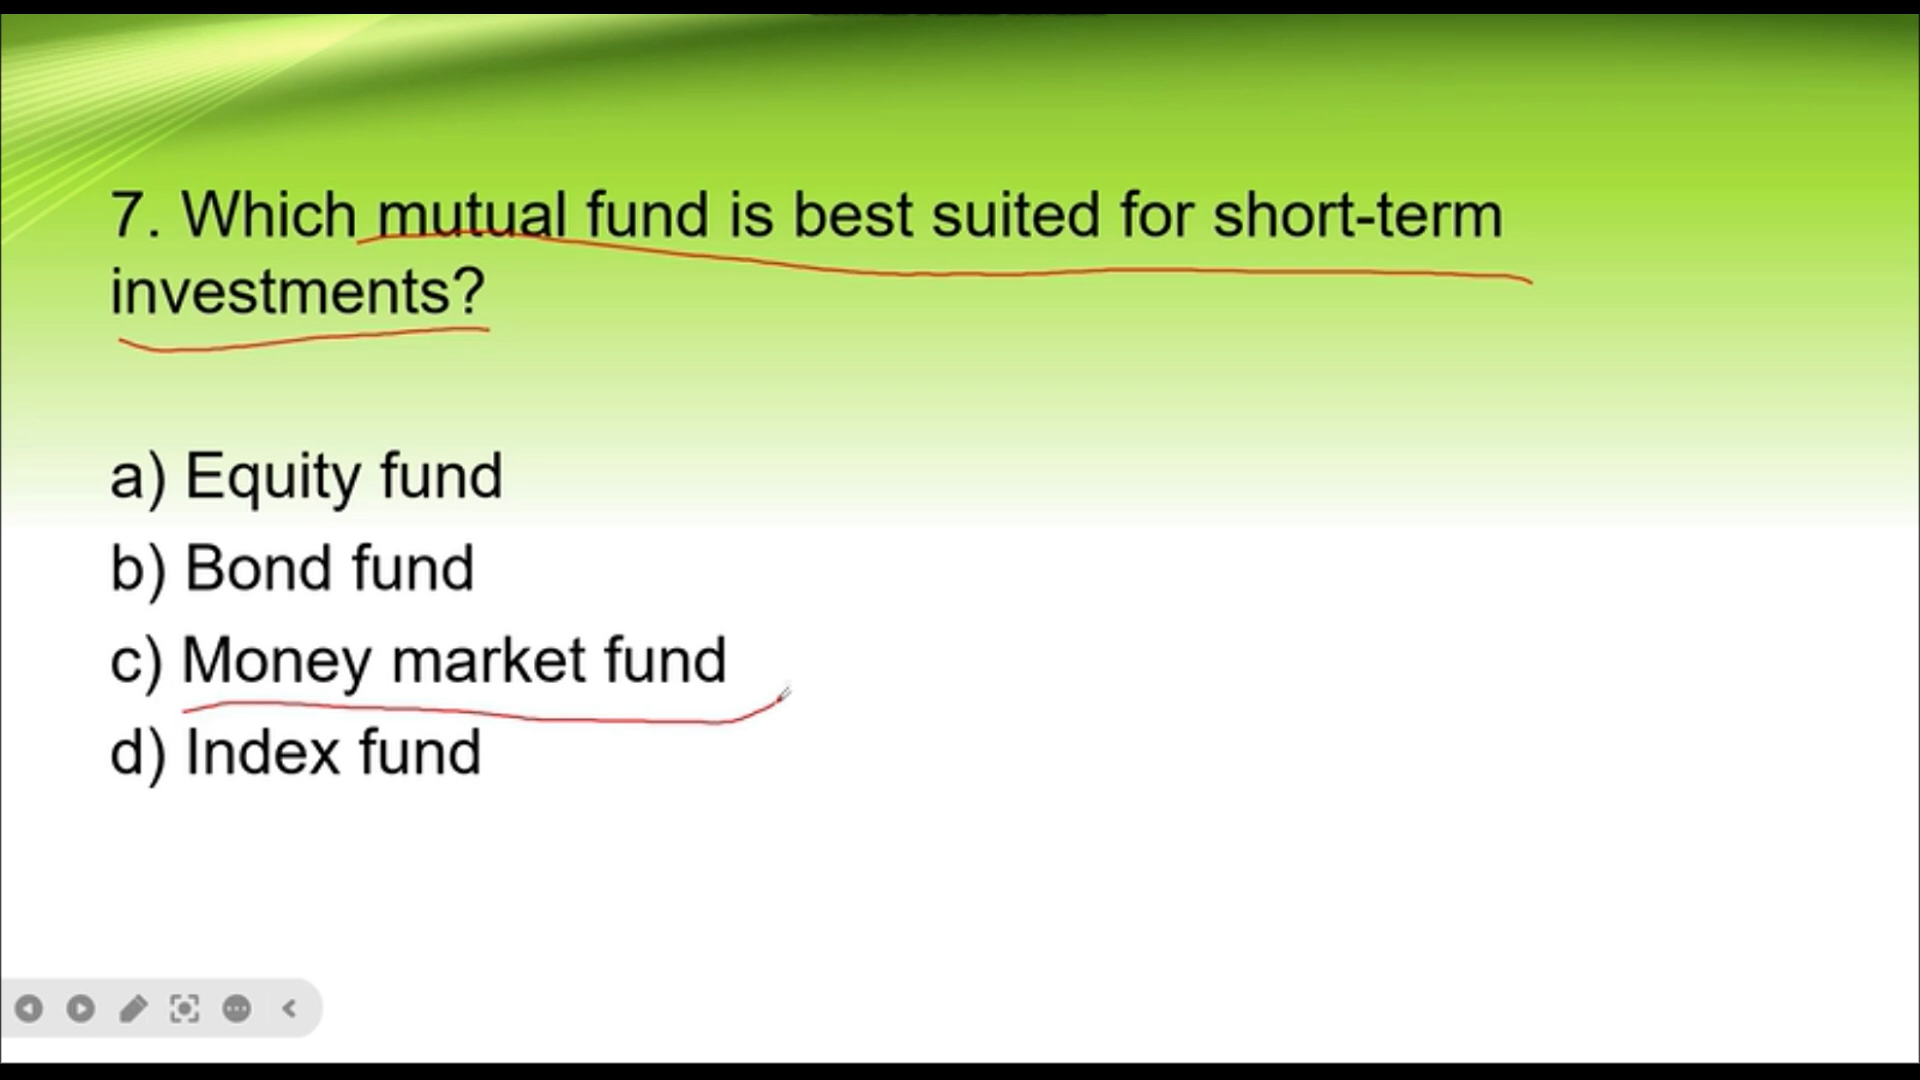 7. Which mutual fund is best suited for short-term
investments?
a) Equity fund
b) Bond fund
c) Money market fund
d) Index fund